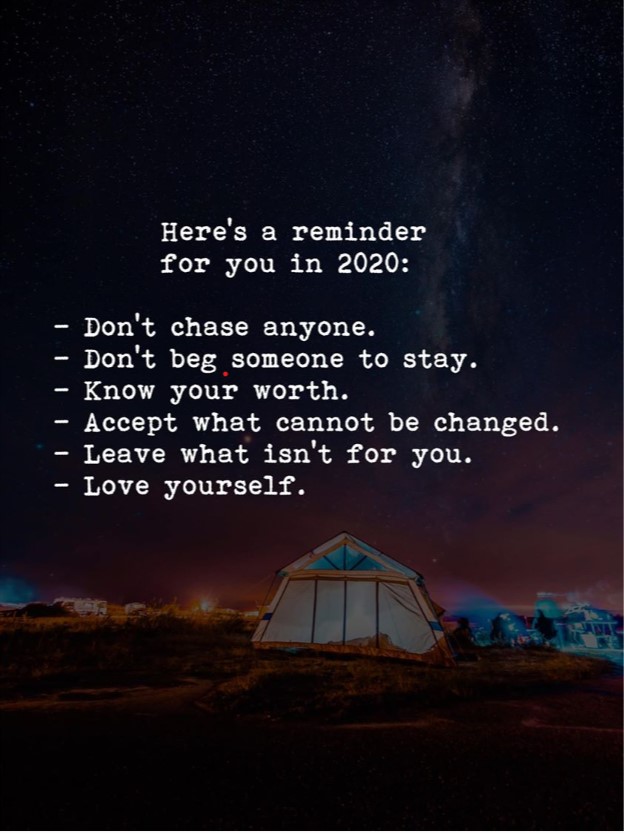 Here's a reminder
for you in 2020:
- Don't chase anyone.
- Don't beg someone to stay.
- Know your worth.
- Accept what cannot be changed.
- Leave what isn't for you.
- Love yourself.